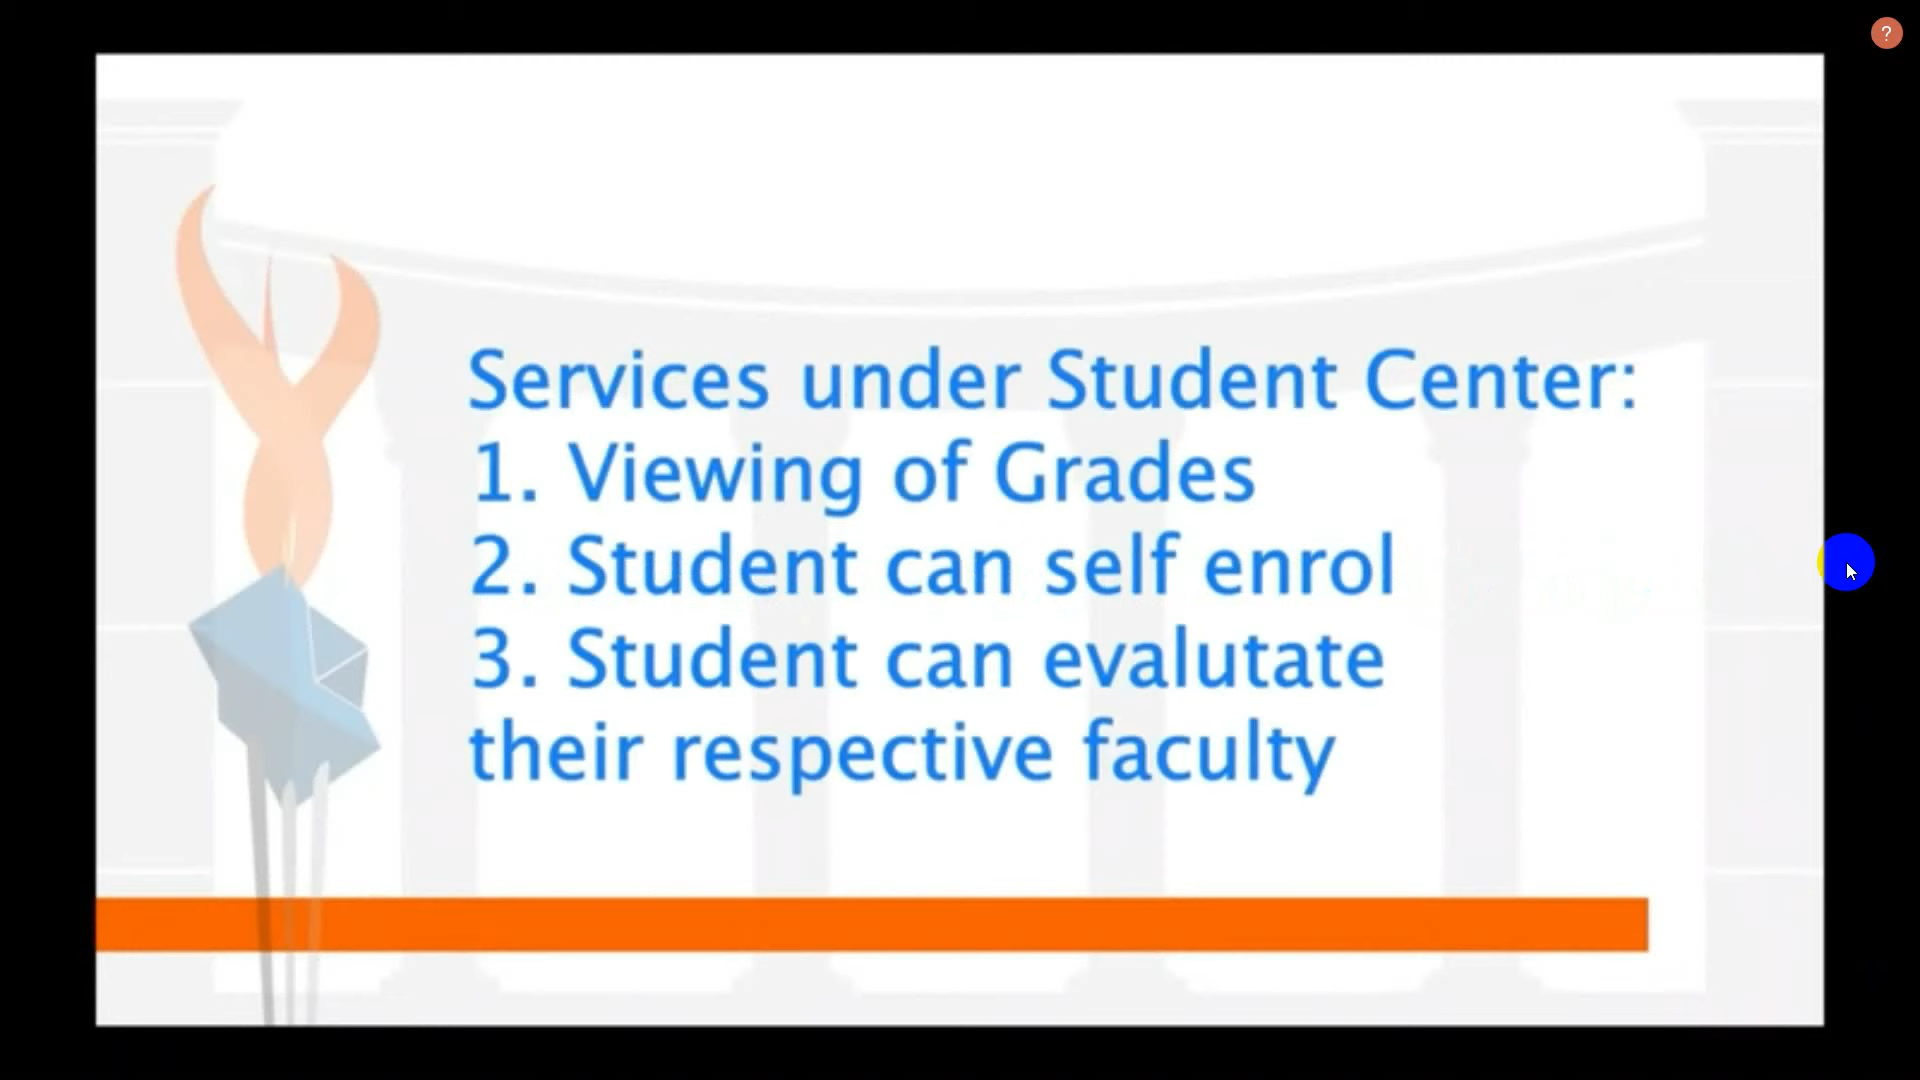 ?
Services under Student Center:
1. Viewing of Grades
2. Student can self enrol
3. Student can evalutate
their respective faculty